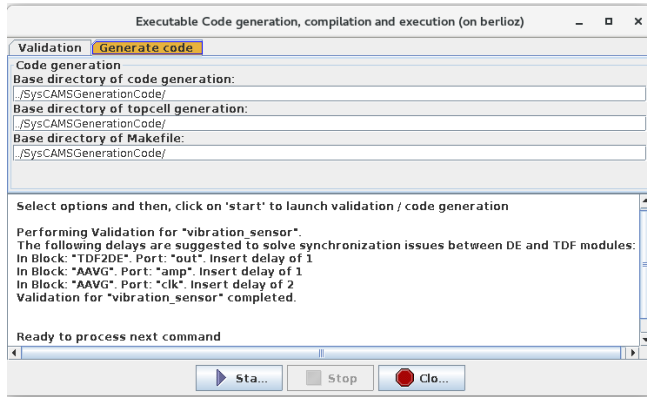 Executable Code generation, compilation and execution (on berlioz)
Validation Generate code
Code generation
Base directory of code generation:
../SysCAMSGenerationCode/
Base directory of topcell generation:
../SysCAMSGenerationCode/
Base directory of Makefile:
../SysCAMSGenerationCode/
Select options and then, click on 'start' to launch validation / code generation
Performing Validation for "vibration_sensor".
The following delays are suggested to solve synchronization issues between DE and TDF modules:
In Block: "TDF2DE". Port: "out". Insert delay of 1
In Block: "AAVG". Port: "amp". Insert delay of 1
In Block: "AAVG". Port: "clk". Insert delay of 2
Validation for "vibration_sensor" completed.
Ready to process next command
Sta... Stop Clo...